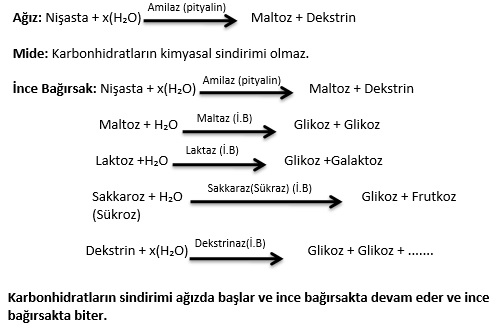 Ağız: Nişasta + x(H₂O) Amilaz (pityalin) Maltoz + Dekstrin
Mide: Karbonhidratların kimyasal sindirimi olmaz.
İnce Bağırsak: Nişasta + x(H₂O) Amilaz (pityalin) Maltoz + Dekstrin
Maltoz + H₂O Maltaz (İ.B) Glikoz + Glikoz
Laktoz +H₂O Laktaz (İ.B) Glikoz +Galaktoz
Sakkaroz + H₂O Sakkaraz(Sükraz) (İ.B) Glikoz + Frutkoz
(Sükroz)
Dekstrin + x(H₂O) Dekstrinaz(İ.B) Glikoz + Glikoz + .......
Karbonhidratların sindirimi ağızda başlar ve ince bağırsakta devam eder ve ince
bağırsakta biter.